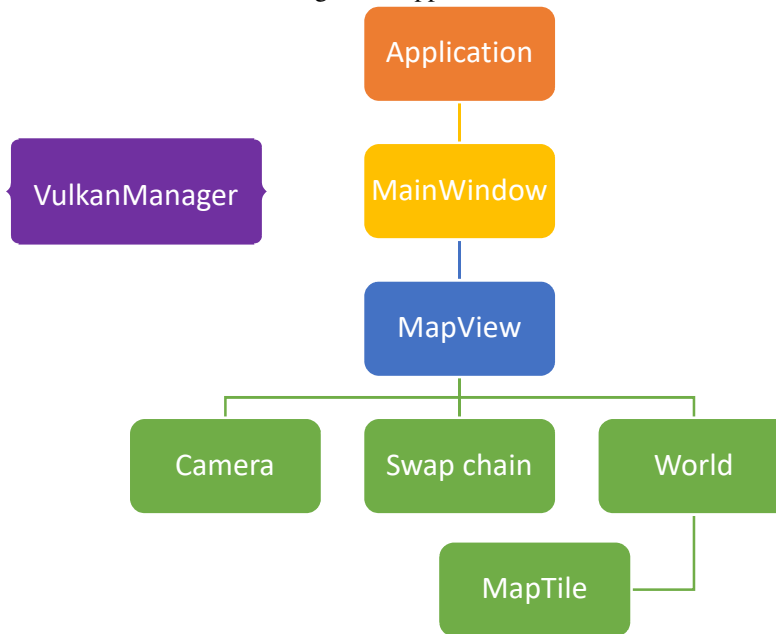 Application
VulkanManager
MainWindow
MapView
Camera
Swap chain
World
MapTile